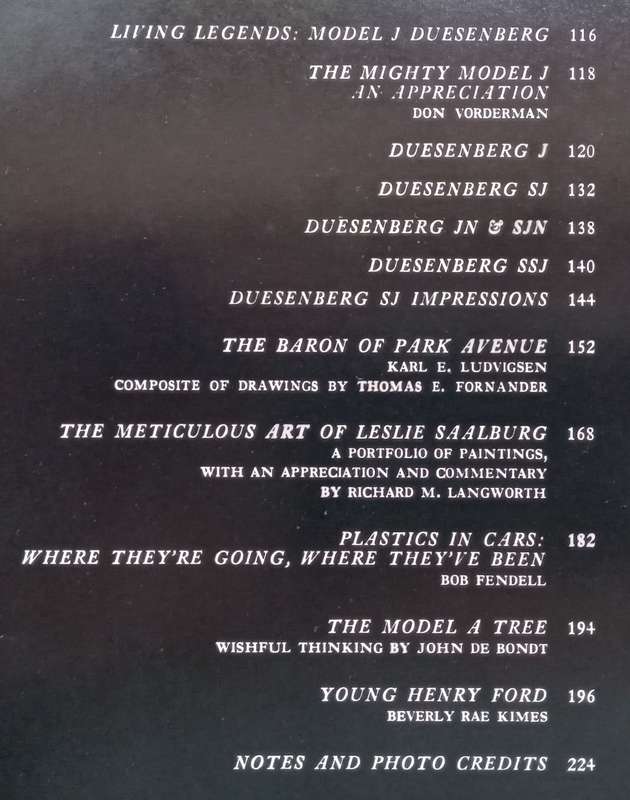 LIVING LEGENDS: MODEL J DUESENBERG 116
THE MIGHTY MODEL J 118
AN APPRECIATION
DON VORDERMAN
DUESENBERG J 120
DUESENBERG SJ 132
DUESENBERG JN & SJN 138
DUESENBERG SSJ 140
DUESENBERG SJ IMPRESSIONS 144
THE BARON OF PARK AVENUE 152
KARL E. LUDVIGSEN
COMPOSITE OF DRAWINGS BY THOMAS E. FORNANDER
THE METICULOUS ART OF LESLIE SAALBURG 168
A PORTFOLIO OF PAINTINGS,
WITH AN APPRECIATION AND COMMENTARY
BY RICHARD M. LANGWORTH
PLASTICS IN CARS: 182
WHERE THEY'RE GOING, WHERE THEY'VE BEEN
BOB FENDELL
THE MODEL A TREE 194
WISHFUL THINKING BY JOHN DE BONDT
YOUNG HENRY FORD 196
BEVERLY RAE KIMES
NOTES AND PHOTO CREDITS 224